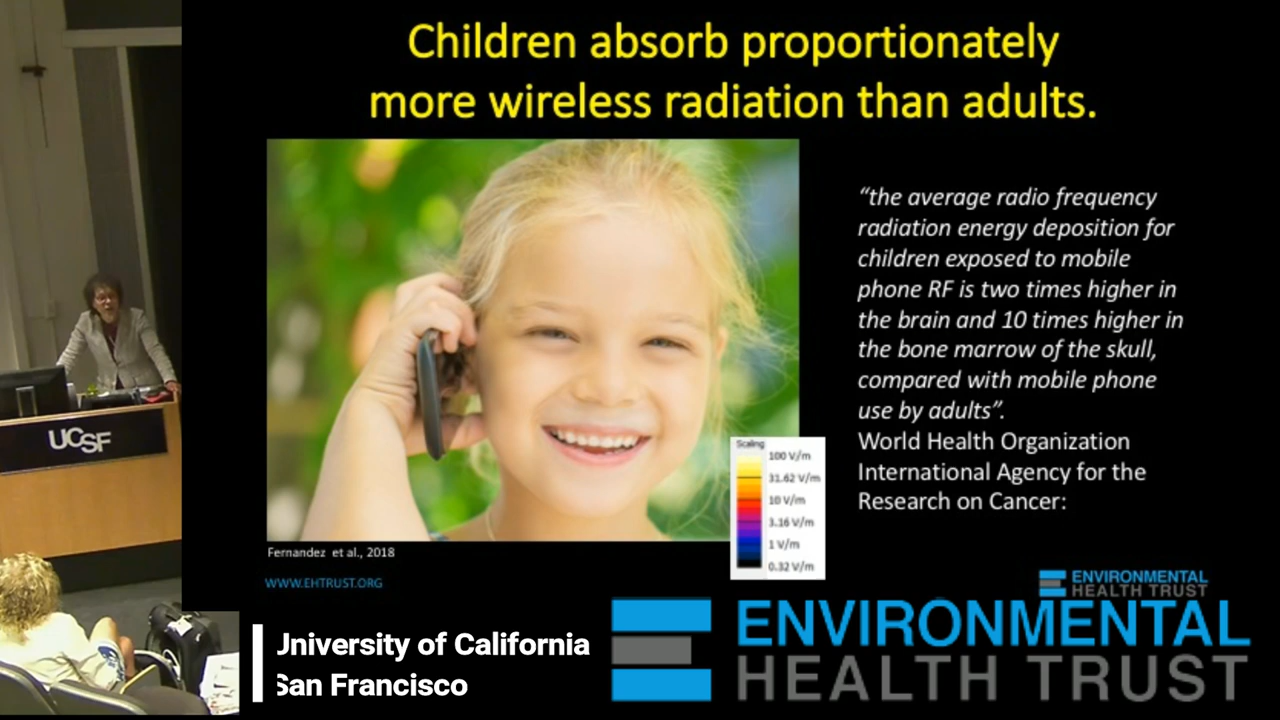 Children absorb proportionately
more wireless radiation than adults.
“the average radio frequency
radiation energy deposition for
children exposed to mobile
phone RF is two times higher in
the brain and 10 times higher in
the bone marrow of the skull,
compared with mobile phone
use by adults”.
World Health Organization
International Agency for the
Research on Cancer:
Scaling
100 V/m
31.62 V/m
10 V/m
3.16 V/m
1 V/m
0.32 V/m
Fernandez et al., 2018
WWW.EHTRUST.ORG
ENVIRONMENTAL
HEALTH TRUST
UCSF
University of California
San Francisco
ENVIRONMENTAL
HEALTH TRUST